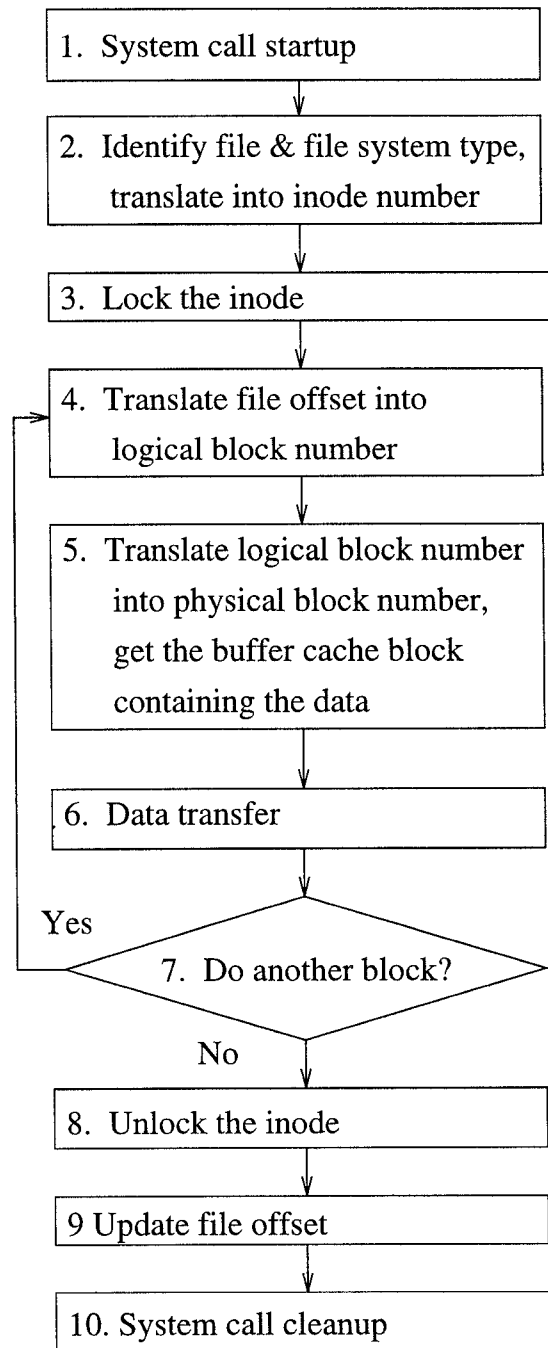 1. System call startup
2. Identify file & file system type,
translate into inode number
3. Lock the inode
4. Translate file offset into
logical block number
5. Translate logical block number
into physical block number,
get the buffer cache block
containing the data
6. Data transfer
Yes
7. Do another block?
No
8. Unlock the inode
9 Update file offset
10. System call cleanup